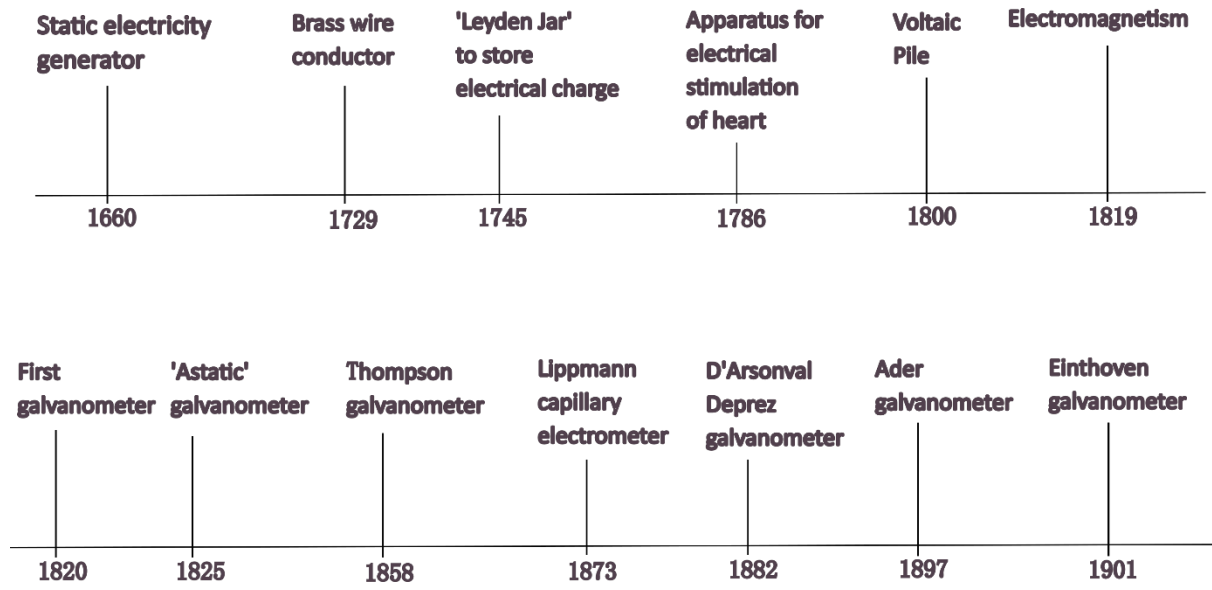 Static electricity
generator
Brass wire
conductor
'Leyden Jar'
to store
electrical charge
Apparatus for
electrical
stimulation
of heart
Voltaic
Pile
Electromagnetism
1660
1729
1745
1786
1800
1819
First
galvanometer
'Astatic'
galvanometer
Thompson
galvanometer
Lippmann
capillary
electrometer
D'Arsonval
Deprez
galvanometer
Ader
galvanometer
Einthoven
galvanometer
1820
1825
1858
1873
1882
1897
1901